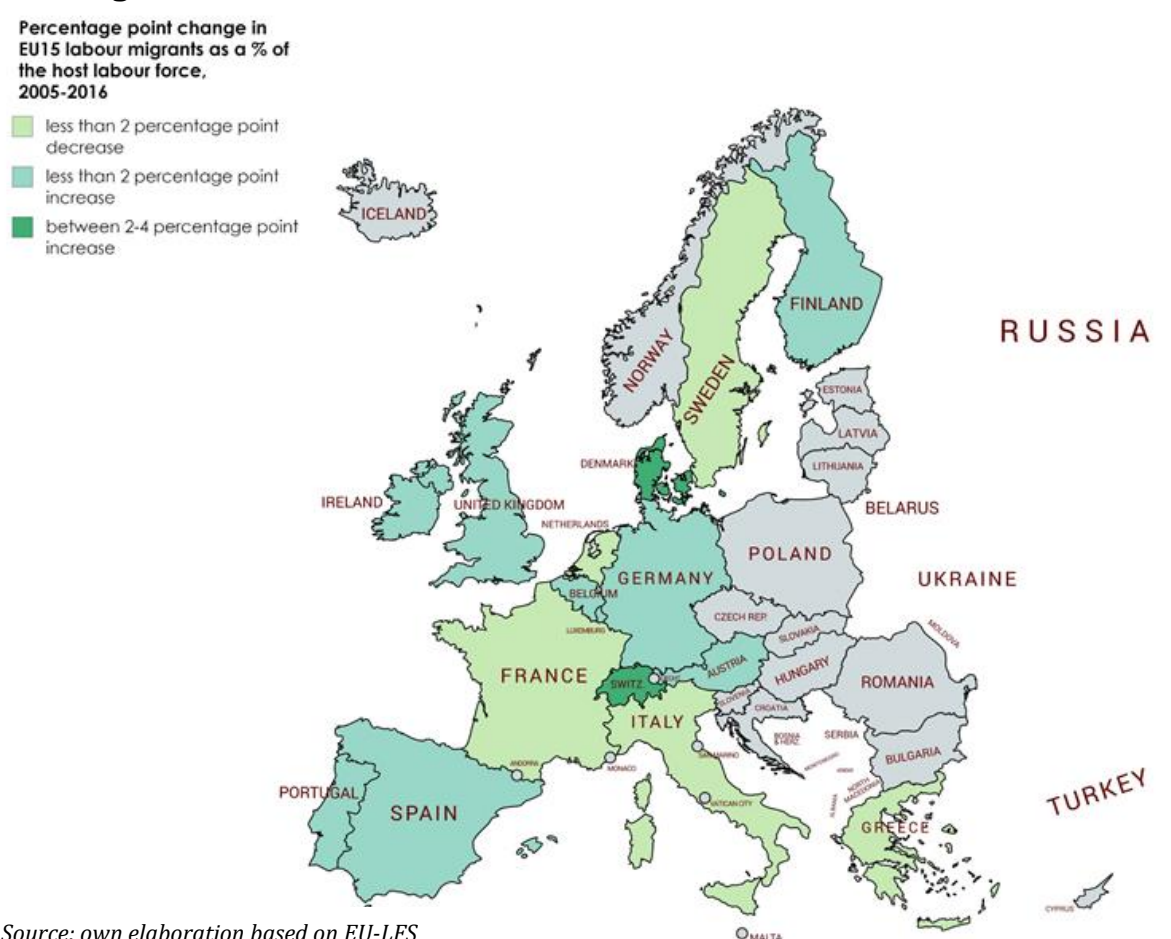 Percentage point change in
EU15 labour migrants as a % of
the host labour force,
2005-2016
less than 2 percentage point
decrease
less than 2 percentage point
increase
between 2-4 percentage point
increase
ICELAND
FINLAND
RUSSIA
NORWAY
SWEDEN
ESTONIA
LATVIA
DENMARK
LITHUANIA
IRELAND
UNITED KINGDOM
BELARUS
NETHERLANDS
POLAND
GERMANY
UKRAINE
BELGIUM
CZECH REP.
LUXEMBURG
SLOVAKIA
MOLDOVA
AUSTRIA
HUNGARY
FRANCE
SWITZ.
ROMANIA
SLOVENIA
CROATIA
ITALY
BOSNIA
& HERZ.
SERBIA
SAN MARINO
BULGARIA
ANDORRA
MONACO
MONTENEGRO
NORTH
MACEDONIA
TURKEY
PORTUGAL
SPAIN
VATICAN CITY
ALBANIA
GREECE
CYPRUS
MALTA
Source: own elaboration based on EU-LFS